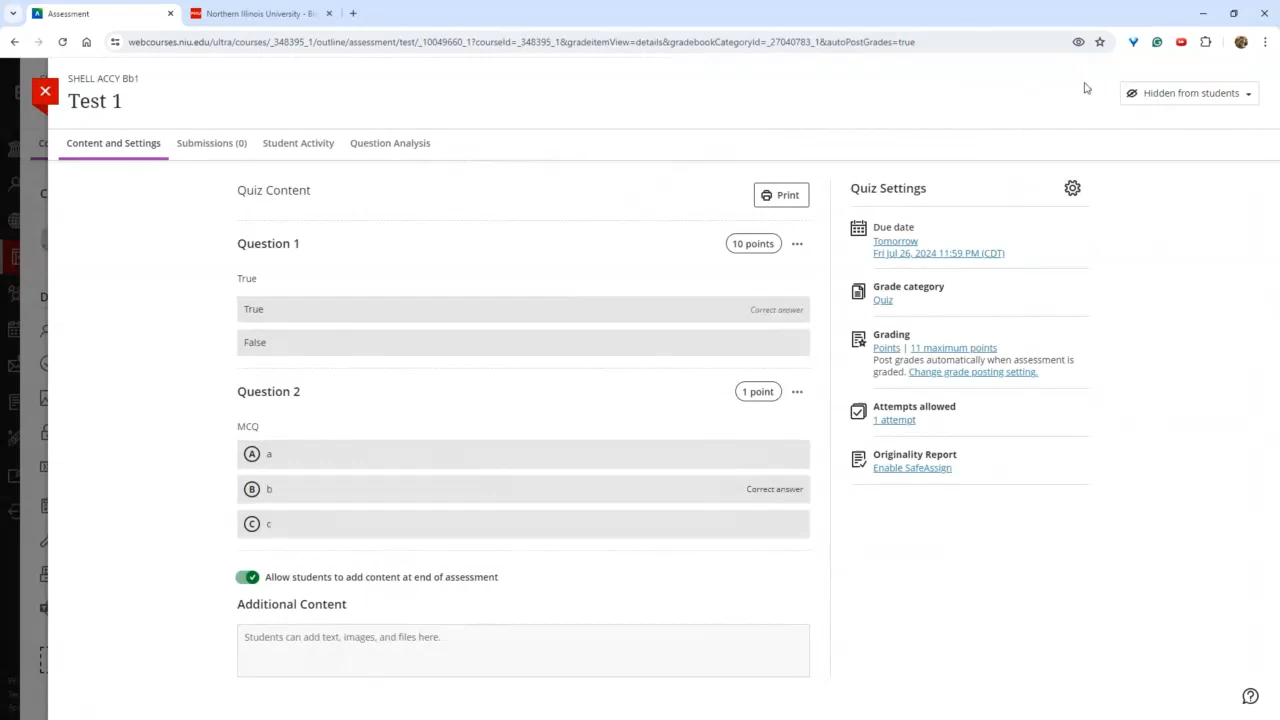 Assessment
Northern Illinois University - Bl
webcourses.niu.edu/ultra/courses/_348395_1/outline/assessment/test/_10049660_1?courseId=_348395_1&gradeitemView=details&gradebookCategoryId=_27040783_1&autoPostGrades=true
SHELL ACCY Bb1
Test 1
Hidden from students
Content and Settings
Submissions (0)
Student Activity
Question Analysis
Quiz Content
Print
Question 1
10 points
True
True
Correct answer
False
Question 2
1 point
MCQ
A a
B b
Correct answer
C c
Allow students to add content at end of assessment
Additional Content
Students can add text, images, and files here.
Quiz Settings
Due date
Tomorrow
Fri Jul 26, 2024 11:59 PM (CDT)
Grade category
Quiz
Grading
Points | 11 maximum points
Post grades automatically when assessment is
graded. Change grade posting setting.
Attempts allowed
1 attempt
Originality Report
Enable SafeAssign